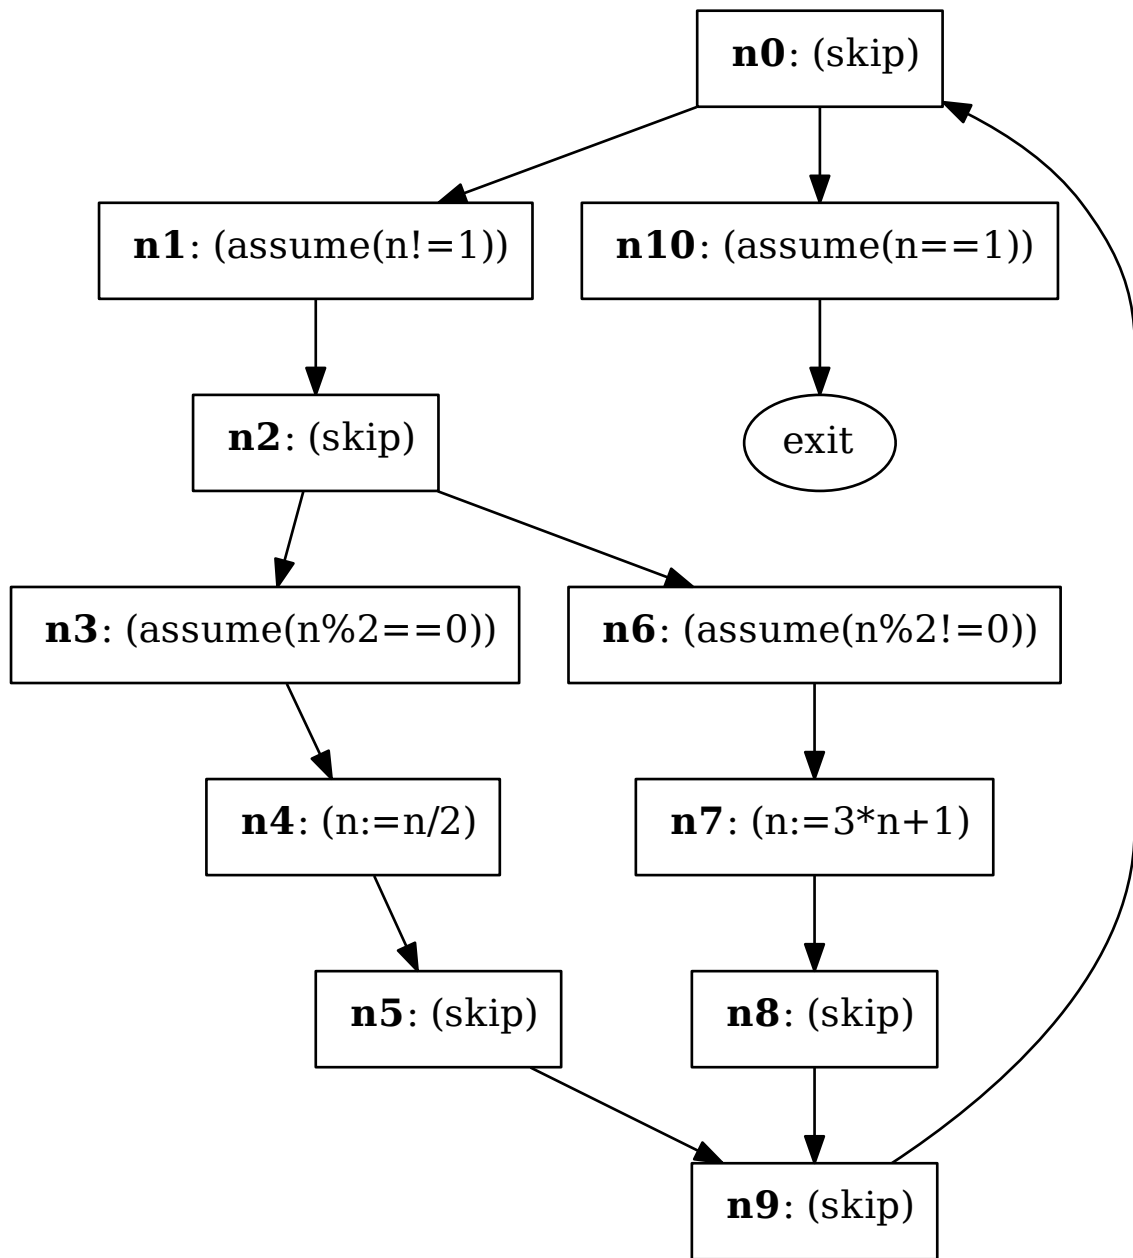 n0: (skip)
n1: (assume(n!=1))
n10: (assume(n==1))
n2: (skip)
exit
n3: (assume(n%2==0))
n6: (assume(n%2!=0))
n4: (n:=n/2)
n7: (n:=3*n+1)
n5: (skip)
n8: (skip)
n9: (skip)